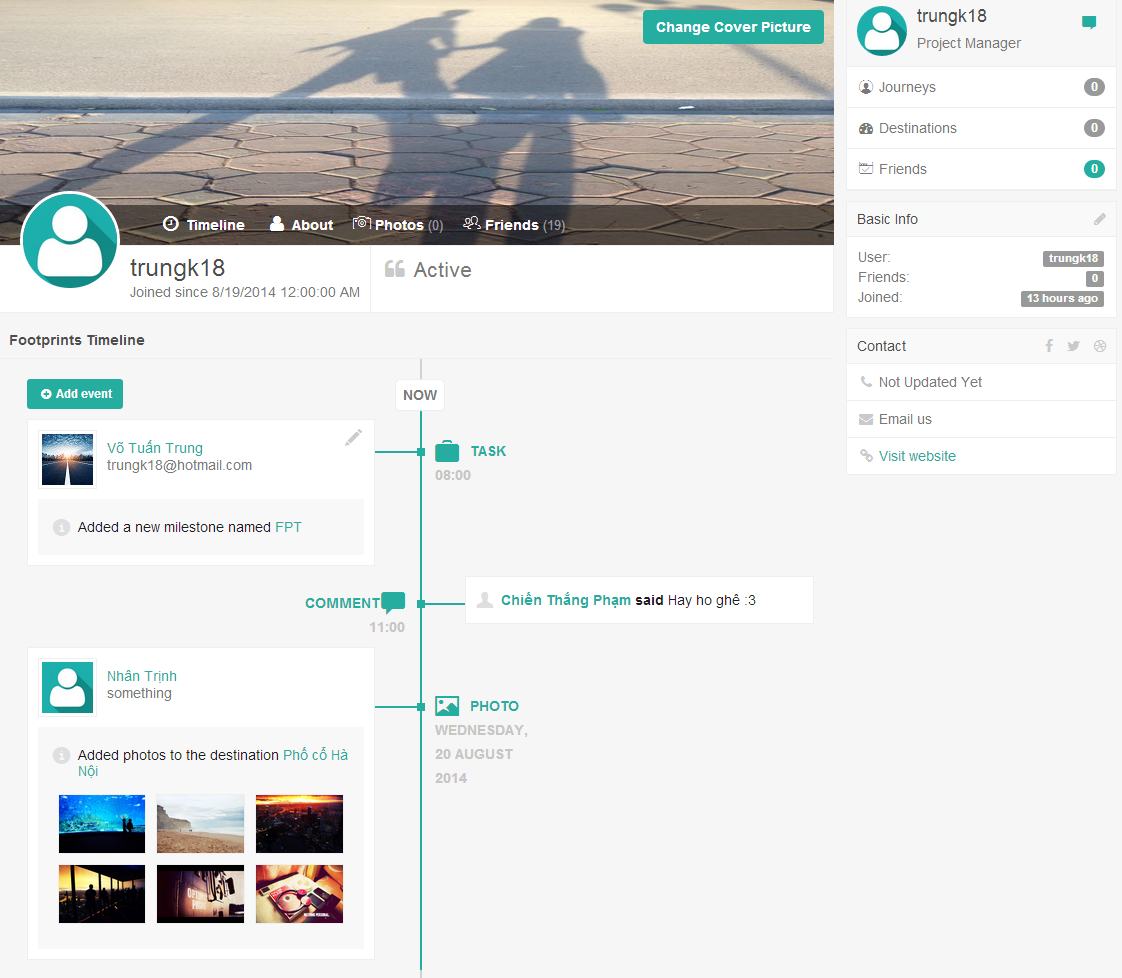 Change Cover Picture
Timeline About Photos (0) Friends (19)
trungk18
Joined since 8/19/2014 12:00:00 AM
Active
Footprints Timeline
NOW
Add event
Võ Tuấn Trung
trungk18@hotmail.com
Added a new milestone named FPT
TASK
08:00
COMMENT
11:00
Chiến Thắng Phạm said Hay ho ghê :3
Nhân Trịnh
something
Added photos to the destination Phố cổ Hà
Nội
PHOTO
WEDNESDAY,
20 AUGUST
2014
trungk18
Project Manager
Journeys 0
Destinations 0
Friends 0
Basic Info
User: trungk18
Friends: 0
Joined: 13 hours ago
Contact
Not Updated Yet
Email us
Visit website